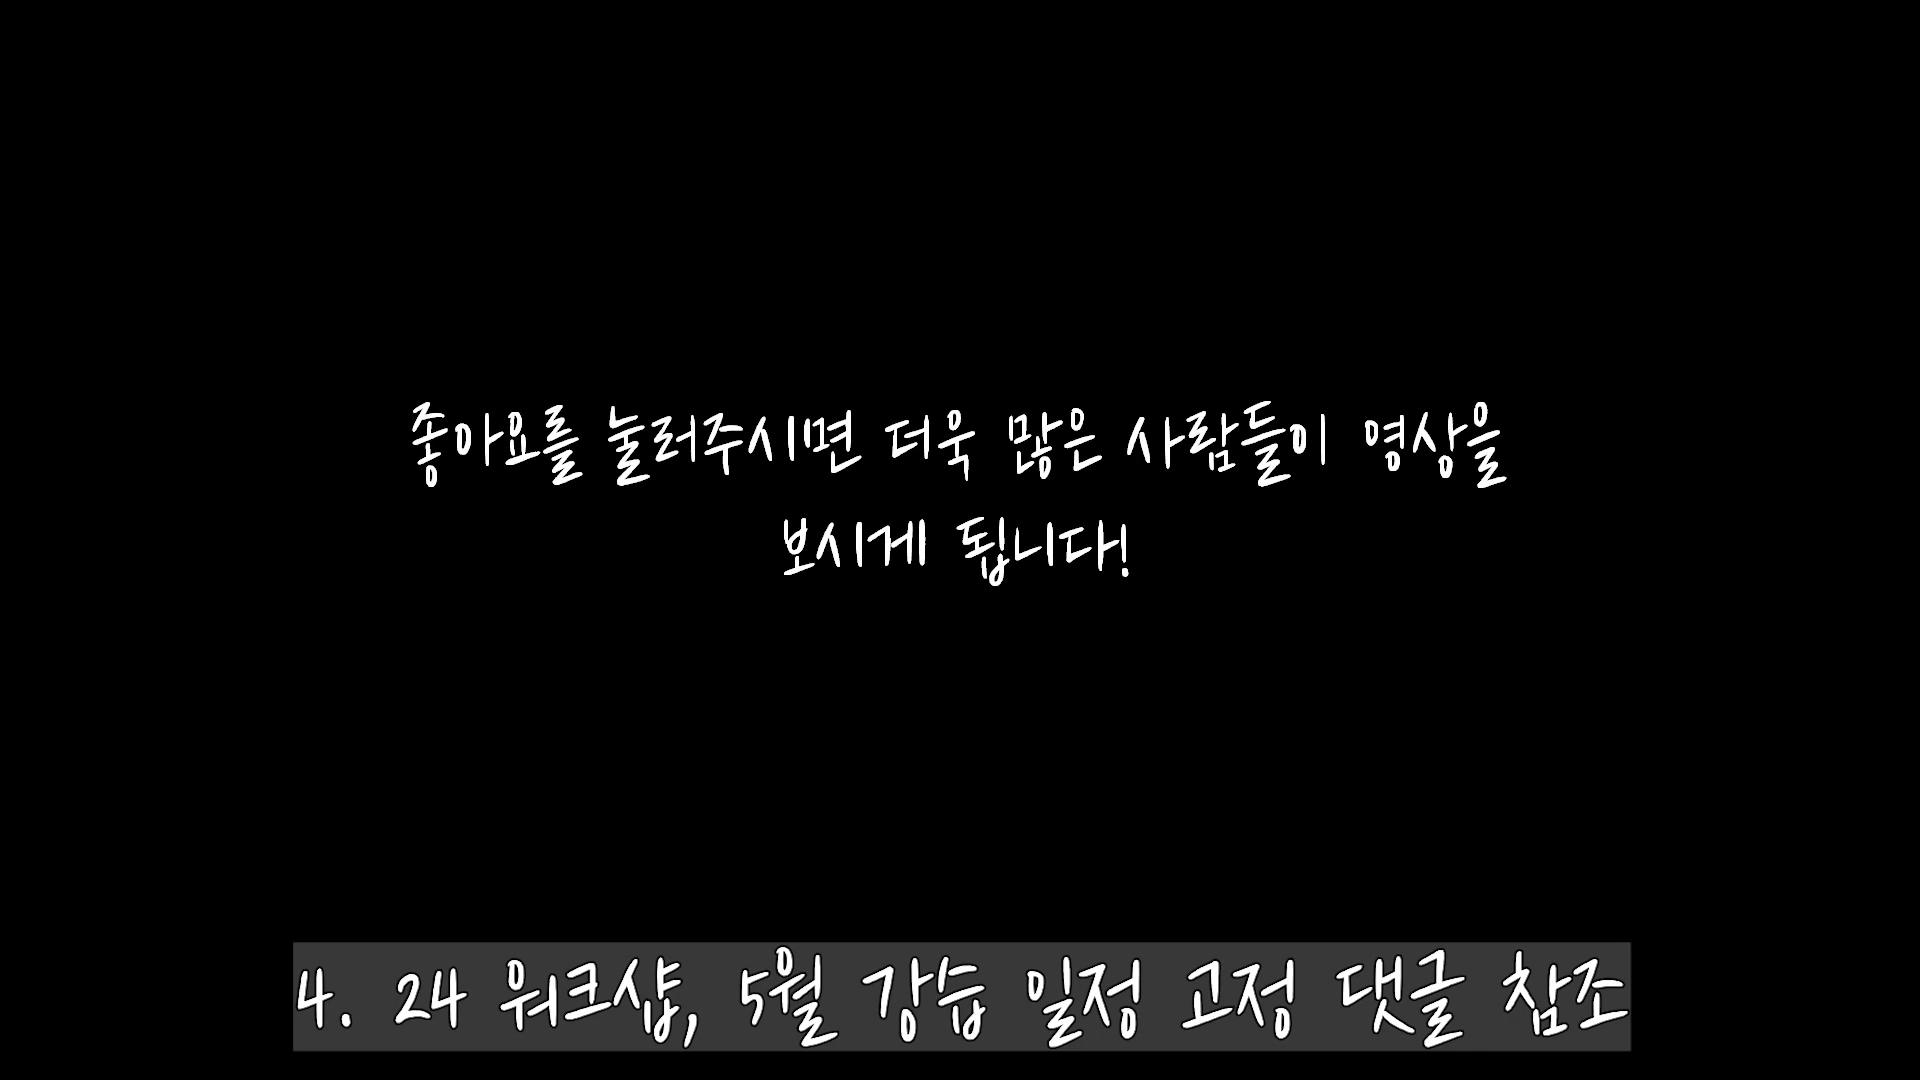 좋아요를 눌러주시면 더욱 많은 사람들이 영상을
보시게 됩니다!
4. 24 워크샵, 5월 강습 일정 고정 댓글 참조